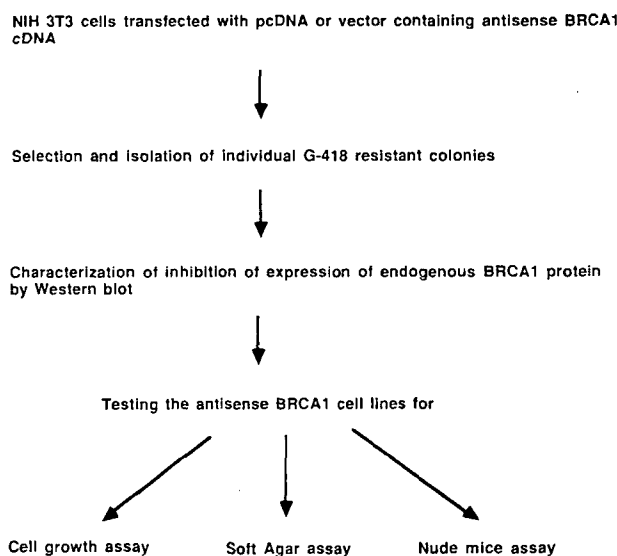 NIH 3T3 cells transfected with pcDNA or vector containing antisense BRCA1
cDNA
Selection and isolation of individual G-418 resistant colonies
Characterization of inhibition of expression of endogenous BRCA1 protein
by Western blot
Testing the antisense BRCA1 cell lines for
Cell growth assay Soft Agar assay Nude mice assay